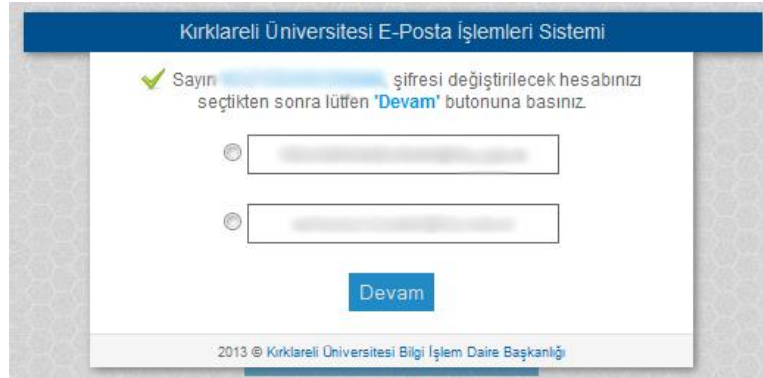 Kırklareli Üniversitesi E-Posta İşlemleri Sistemi
Sayın , şifresi değiştirilecek hesabınızı
seçtikten sonra lütfen 'Devam' butonuna basınız.
Devam
2013 © Kırklareli Üniversitesi Bilgi İşlem Daire Başkanlığı